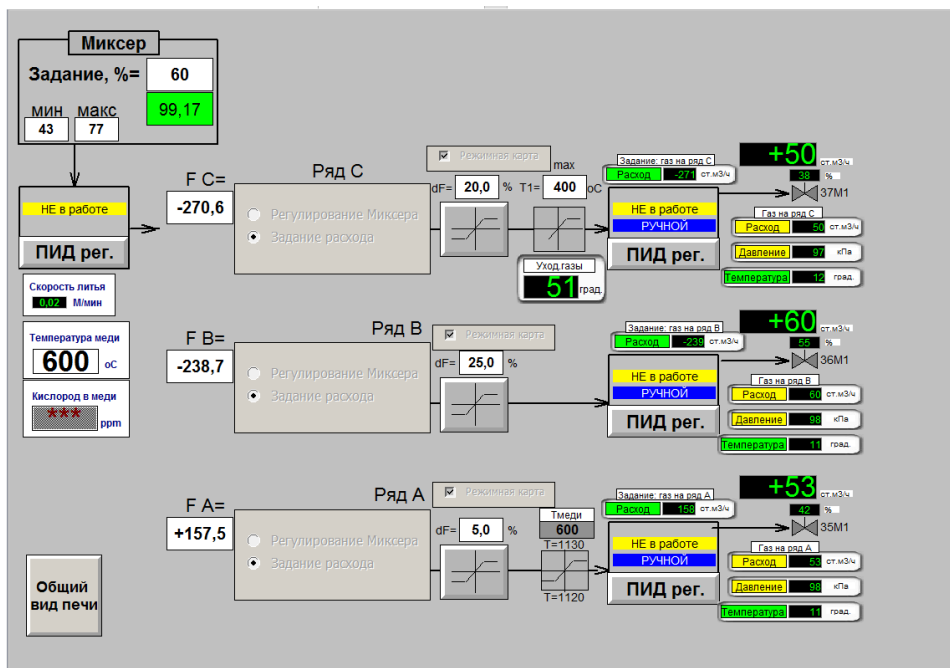 Миксер
Задание, %= 60
99,17
мин макс
43 77
НЕ в работе
ПИД рег.
Скорость литья
0,02 М/мин
Температура меди
600 оС
Кислород в меди
*** ppm
Общий
вид печи
Ряд С
F C=
-270,6
Регулирование Миксера
Задание расхода
Режимная карта
max
dF= 20,0 % T1= 400 оС
Уход.газы
51 град.
Задание: газ на ряд С
Расход -271 ст.м3/ч
НЕ в работе
РУЧНОЙ
ПИД рег.
+50 ст.м3/ч
38 %
37М1
Газ на ряд С
Расход 50 ст.м3/ч
Давление 97 кПа
Температура 12 град.
Ряд В
F B=
-238,7
Регулирование Миксера
Задание расхода
Режимная карта
dF= 25,0 %
Задание: газ на ряд В
Расход -239 ст.м3/ч
НЕ в работе
РУЧНОЙ
ПИД рег.
+60 ст.м3/ч
55 %
36М1
Газ на ряд В
Расход 60 ст.м3/ч
Давление 98 кПа
Температура 11 град.
Ряд А
F A=
+157,5
Регулирование Миксера
Задание расхода
Режимная карта
dF= 5,0 %
Тмеди
600
T=1130
T=1120
Задание: газ на ряд А
Расход 158 ст.м3/ч
НЕ в работе
РУЧНОЙ
ПИД рег.
+53 ст.м3/ч
42 %
35М1
Газ на ряд А
Расход 53 ст.м3/ч
Давление 98 кПа
Температура 11 град.